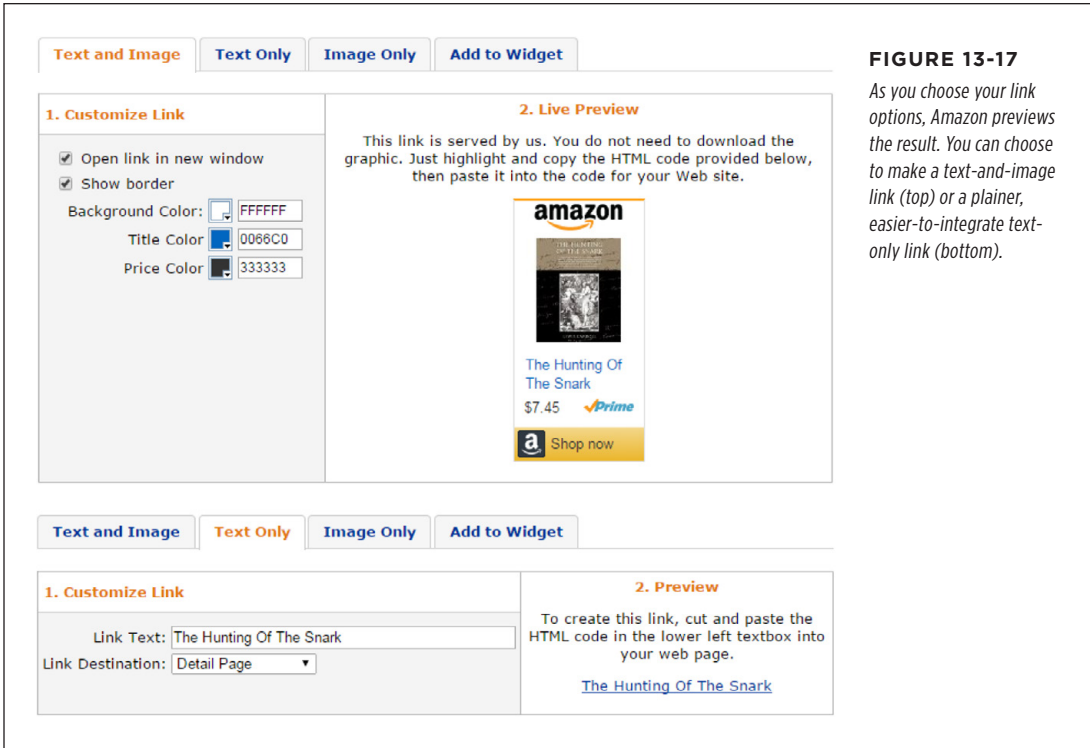 Text and Image
Text Only
Image Only
Add to Widget
1. Customize Link
Open link in new window
Show border
Background Color: FFFFFF
Title Color 0066C0
Price Color 333333
2. Live Preview
This link is served by us. You do not need to download the
graphic. Just highlight and copy the HTML code provided below,
then paste it into the code for your Web site.
amazon
THE HUNTING
OF THE SNARK
The Hunting Of
The Snark
$7.45 Prime
a Shop now
FIGURE 13-17
As you choose your link
options, Amazon previews
the result. You can choose
to make a text-and-image
link (top) or a plainer,
easier-to-integrate text-
only link (bottom).
Text and Image
Text Only
Image Only
Add to Widget
1. Customize Link
Link Text: The Hunting Of The Snark
Link Destination: Detail Page
2. Preview
To create this link, cut and paste the
HTML code in the lower left textbox into
your web page.
The Hunting Of The Snark